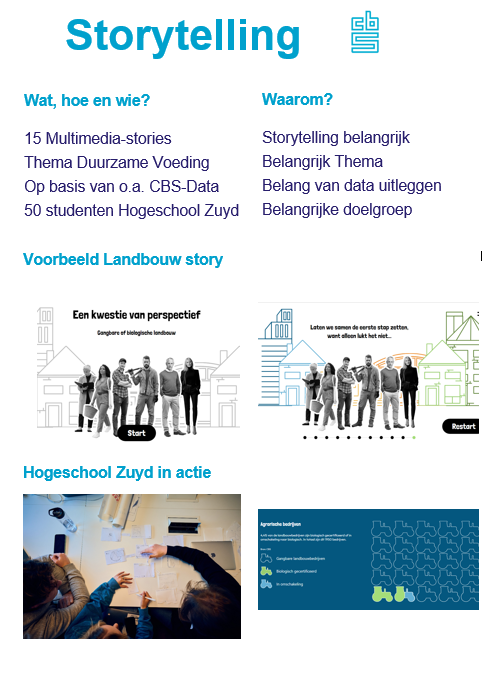 Storytelling
cbs
Wat, hoe en wie?
15 Multimedia-stories
Thema Duurzame Voeding
Op basis van o.a. CBS-Data
50 studenten Hogeschool Zuyd
Waarom?
Storytelling belangrijk
Belangrijk Thema
Belang van data uitleggen
Belangrijke doelgroep
Voorbeeld Landbouw story
Een kwestie van perspectief
Gangbare of biologische landbouw
Start
Laten we samen de eerste stap zetten,
want alleen lukt het niet...
Restart
Hogeschool Zuyd in actie
Agrarische bedrijven
Gangbare landbouwbedrijven
Biologisch gecertificeerd
In omschakeling